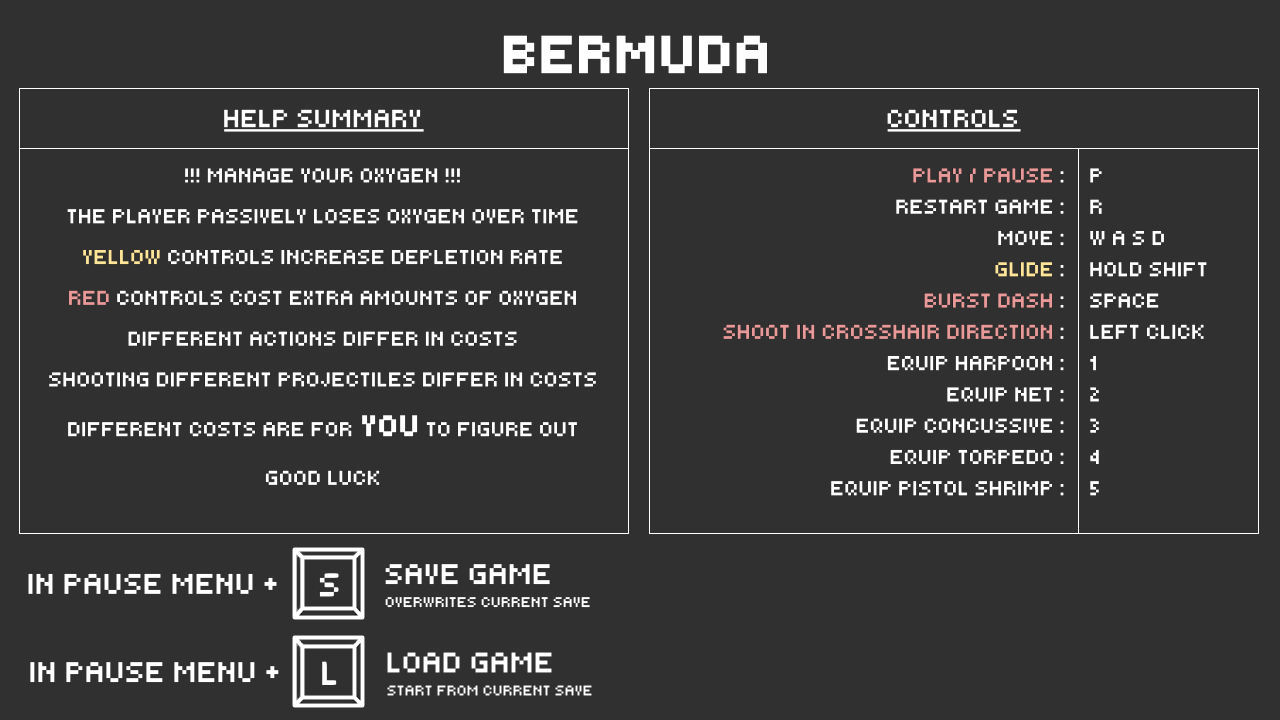 BERMUDA
HELP SUMMARY
!!! MANAGE YOUR OXYGEN !!!
THE PLAYER PASSIVELY LOSES OXYGEN OVER TIME
YELLOW CONTROLS INCREASE DEPLETION RATE
RED CONTROLS COST EXTRA AMOUNTS OF OXYGEN
DIFFERENT ACTIONS DIFFER IN COSTS
SHOOTING DIFFERENT PROJECTILES DIFFER IN COSTS
DIFFERENT COSTS ARE FOR YOU TO FIGURE OUT
GOOD LUCK
CONTROLS
PLAY / PAUSE : P
RESTART GAME : R
MOVE : W A S D
GLIDE : HOLD SHIFT
BURST DASH : SPACE
SHOOT IN CROSSHAIR DIRECTION : LEFT CLICK
EQUIP HARPOON : 1
EQUIP NET : 2
EQUIP CONCUSSIVE : 3
EQUIP TORPEDO : 4
EQUIP PISTOL SHRIMP : 5
IN PAUSE MENU + S SAVE GAME
OVERWRITES CURRENT SAVE
IN PAUSE MENU + L LOAD GAME
START FROM CURRENT SAVE